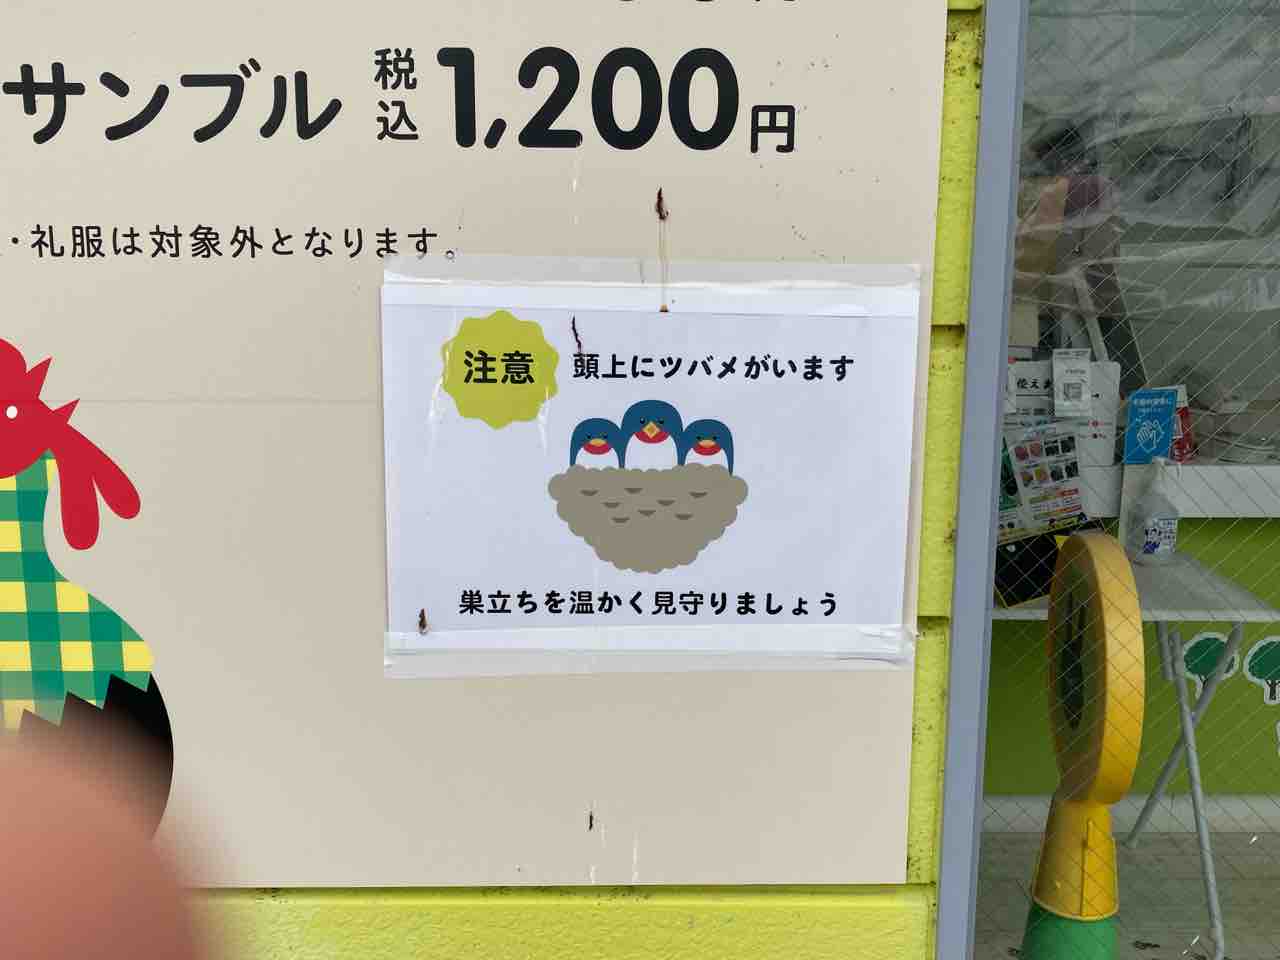 サンブル 税込 1,200円
・礼服は対象外となります。
注意 頭上にツバメがいます
巣立ちを温かく見守りましょう